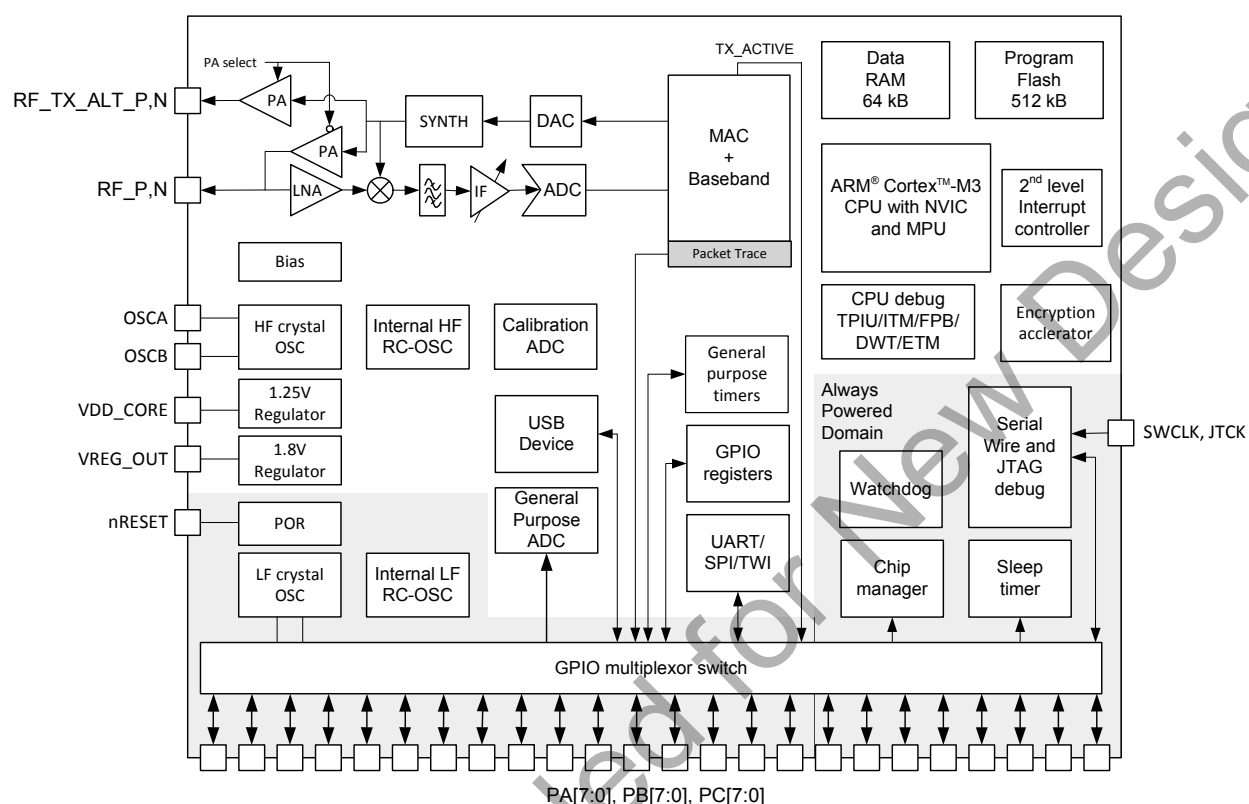 TX_ACTIVE
PA select
RF_TX_ALT_P,N
PA
SYNTH
DAC
MAC
+
Baseband
Data
RAM
64 kB
Program
Flash
512 kB
PA
RF_P,N
LNA
IF
ADC
ARM® Cortex™-M3
CPU with NVIC
and MPU
2nd level
Interrupt
controller
Packet Trace
Bias
OSCA
OSCB
HF crystal
OSC
Internal HF
RC-OSC
Calibration
ADC
CPU debug
TPIU/ITM/FPB/
DWT/ETM
Encryption
acclerator
General
purpose
timers
VDD_CORE
1.25V
Regulator
USB
Device
Always
Powered
Domain
Serial
Wire and
JTAG
debug
SWCLK, JTCK
VREG_OUT
1.8V
Regulator
GPIO
registers
Watchdog
nRESET
POR
General
Purpose
ADC
UART/
SPI/TWI
LF crystal
OSC
Internal LF
RC-OSC
Chip
manager
Sleep
timer
GPIO multiplexor switch
PA[7:0], PB[7:0], PC[7:0]
ted for New Desig